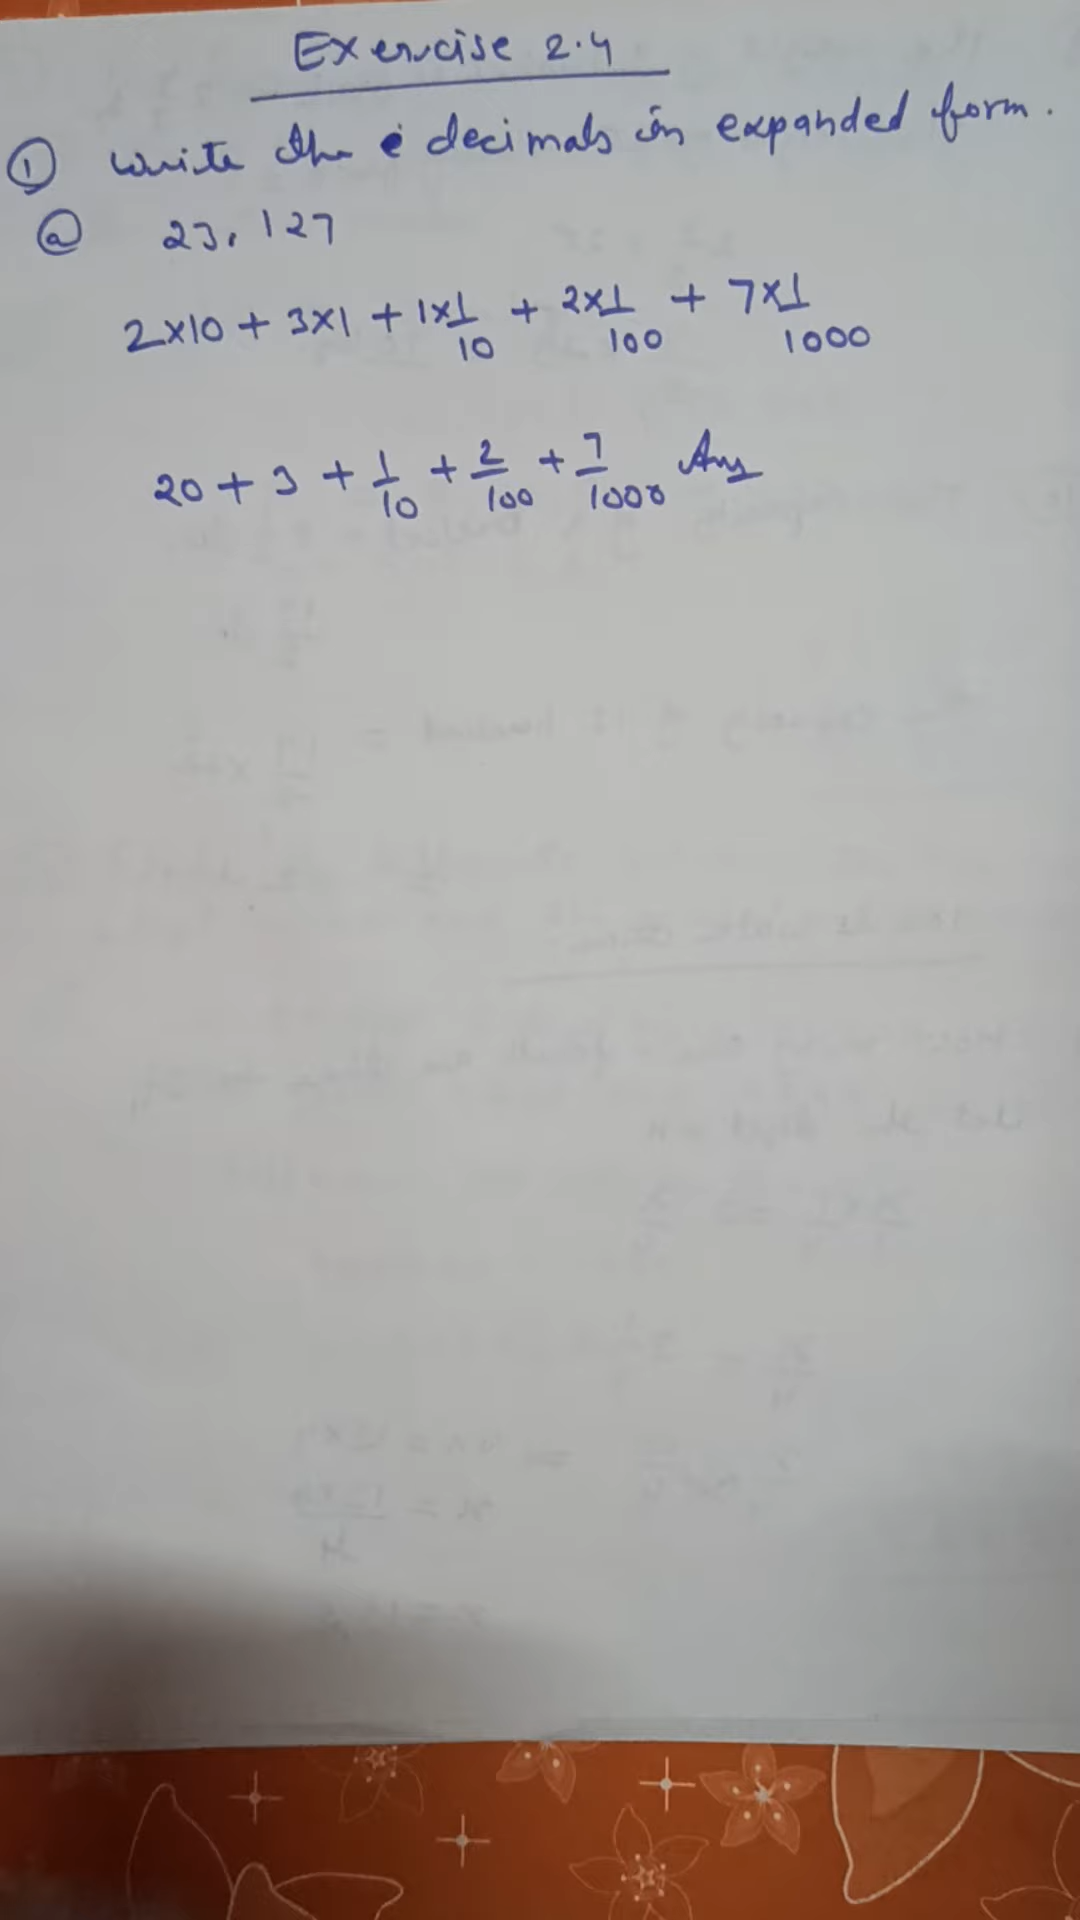 Exercise 2.4
① write the decimals in expanded form.
ⓐ 23.127
2×10 + 3×1 + 1×1/10 + 2×1/100 + 7×1/1000
20 + 3 + 1/10 + 2/100 + 7/1000 Ans